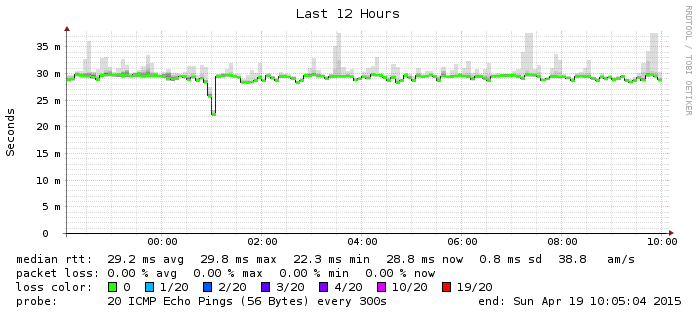 Last 12 Hours
RRDTOOL / TOBI OETIKER
Seconds
35 m
30 m
25 m
20 m
15 m
10 m
5 m
0
00:00 02:00 04:00 06:00 08:00 10:00
median rtt: 29.2 ms avg 29.8 ms max 22.3 ms min 28.8 ms now 0.8 ms sd 38.8 am/s
packet loss: 0.00 % avg 0.00 % max 0.00 % min 0.00 % now
loss color: 0 1/20 2/20 3/20 4/20 10/20 19/20
probe: 20 ICMP Echo Pings (56 Bytes) every 300s end: Sun Apr 19 10:05:04 2015